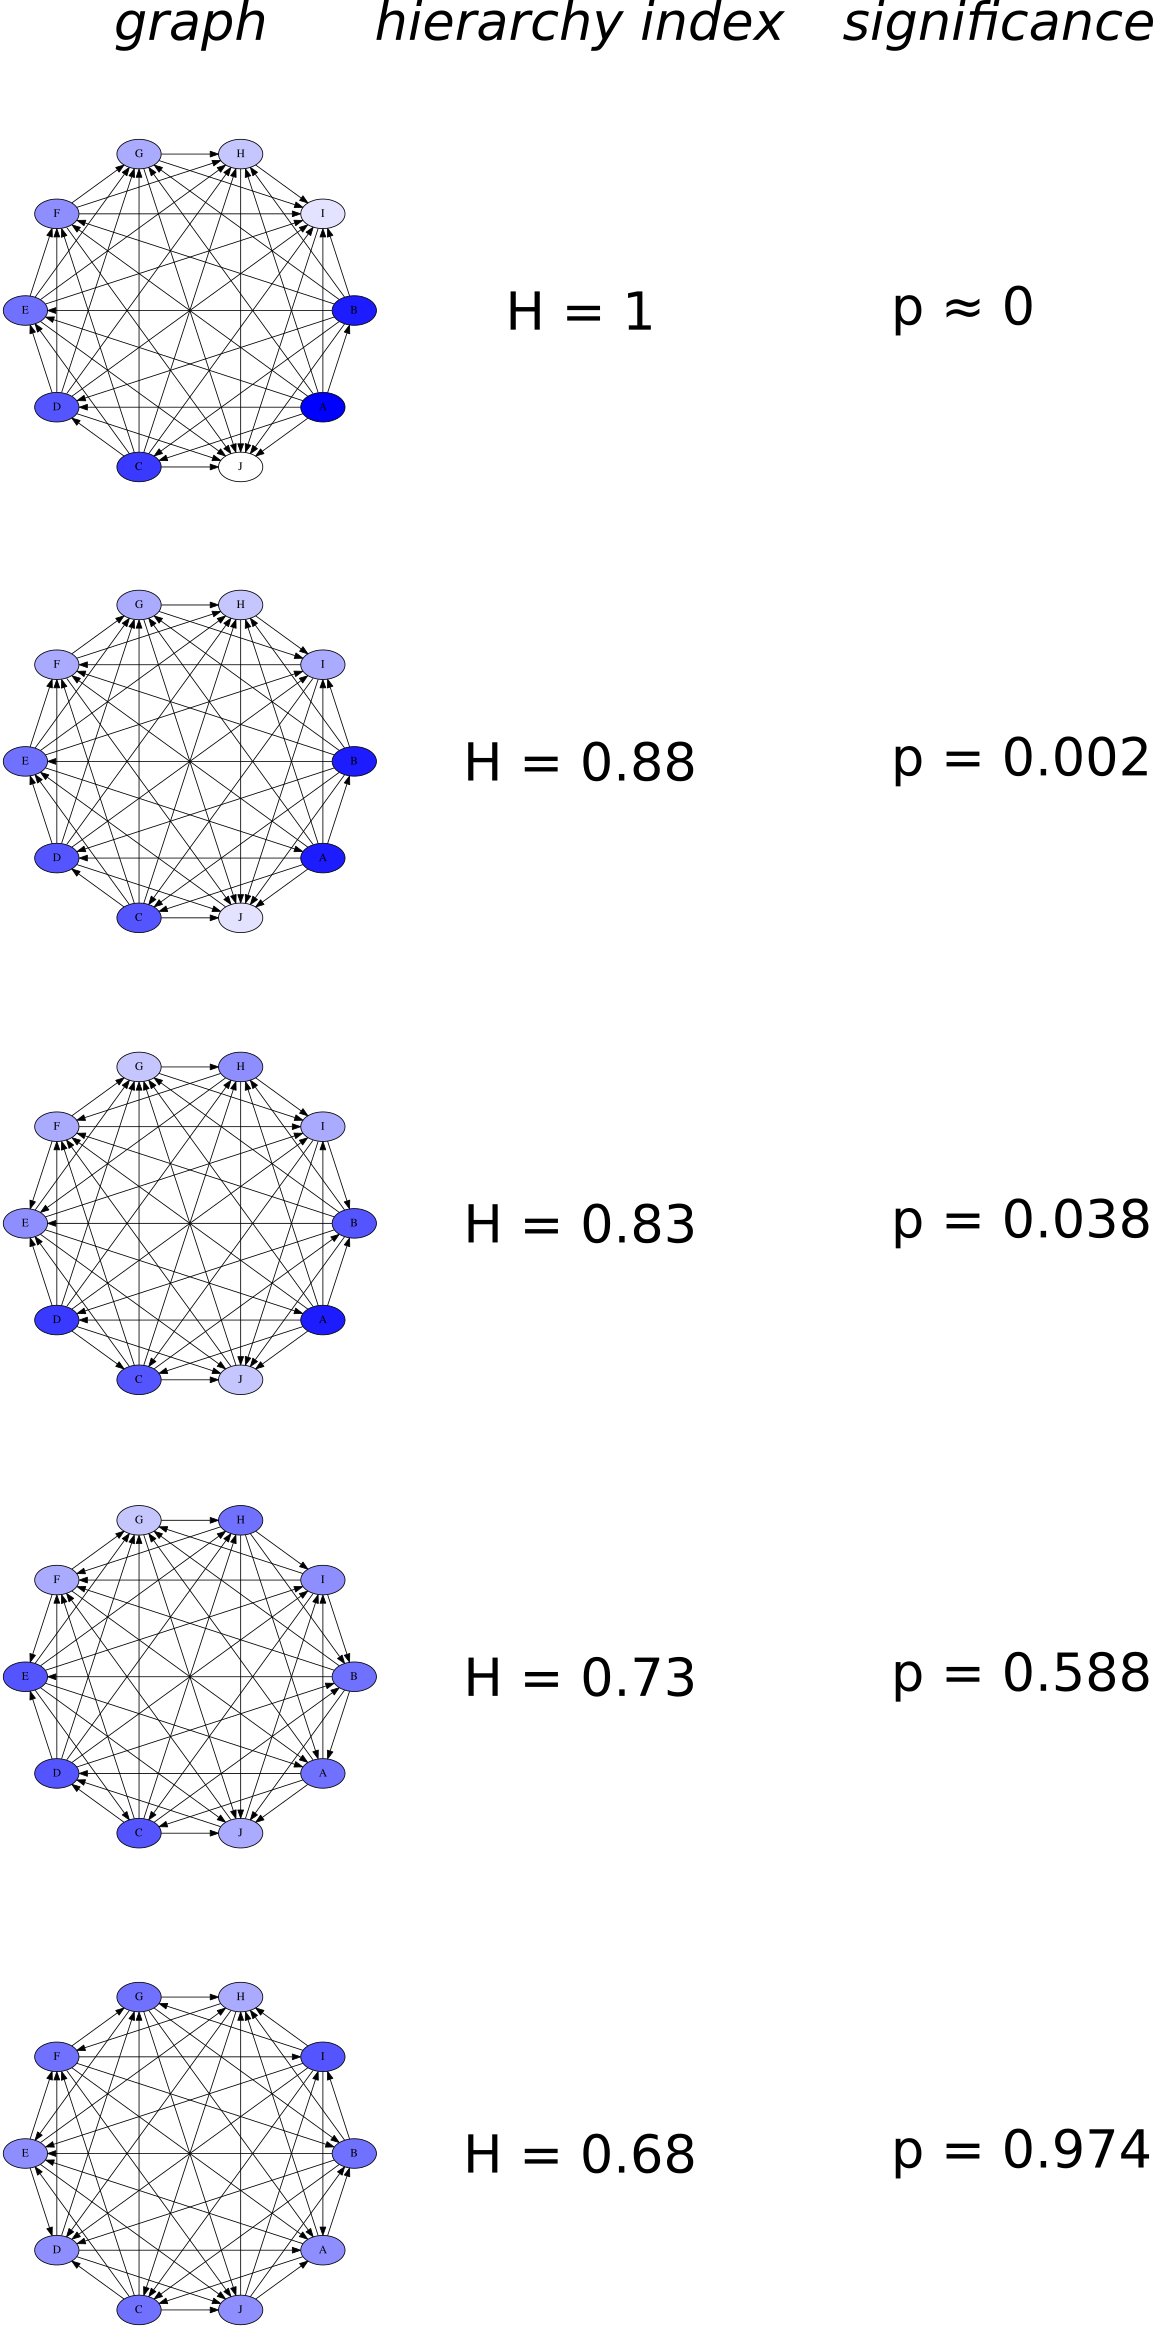 graph hierarchy index significance
G H
F I
E B
H = 1 p ≈ 0
D A
C J
G H
F I
E B
H = 0.88 p = 0.002
D A
C J
G H
F I
E B
H = 0.83 p = 0.038
D A
C J
G H
F I
E B
H = 0.73 p = 0.588
D A
C J
G H
F I
E B
H = 0.68 p = 0.974
D A
C J